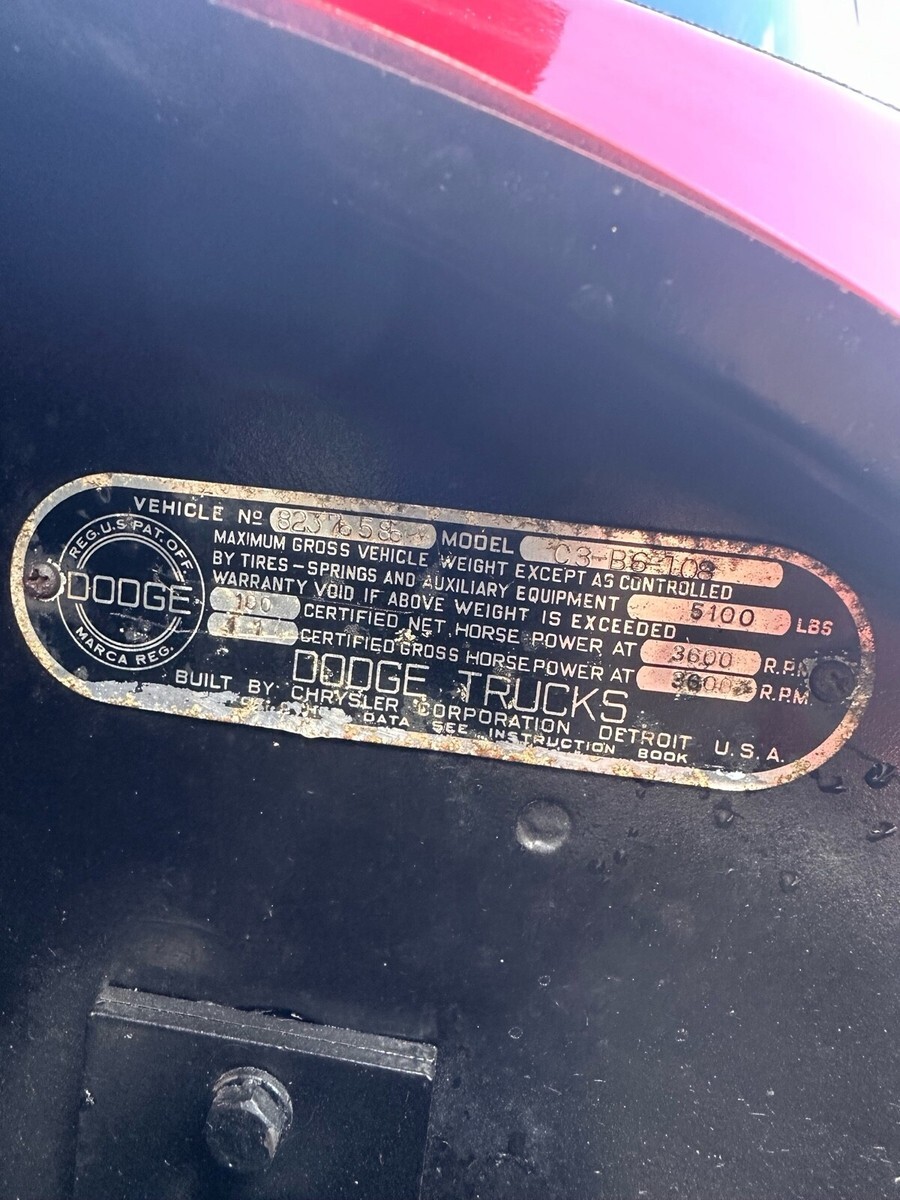 VEHICLE Nº 82376586 MODEL C3-B6-108
MAXIMUM GROSS VEHICLE WEIGHT EXCEPT AS CONTROLLED
BY TIRES-SPRINGS AND AUXILIARY EQUIPMENT 5100 LBS
WARRANTY VOID IF ABOVE WEIGHT IS EXCEEDED
100 CERTIFIED NET HORSE POWER AT 3600 R.P.M.
CERTIFIED GROSS HORSE POWER AT 3600 R.P.M.
REG. U.S. PAT. OFF.
DODGE
MARCA REG.
DODGE TRUCKS
BUILT BY CHRYSLER CORPORATION DETROIT U.S.A.
DATA SEE INSTRUCTION BOOK